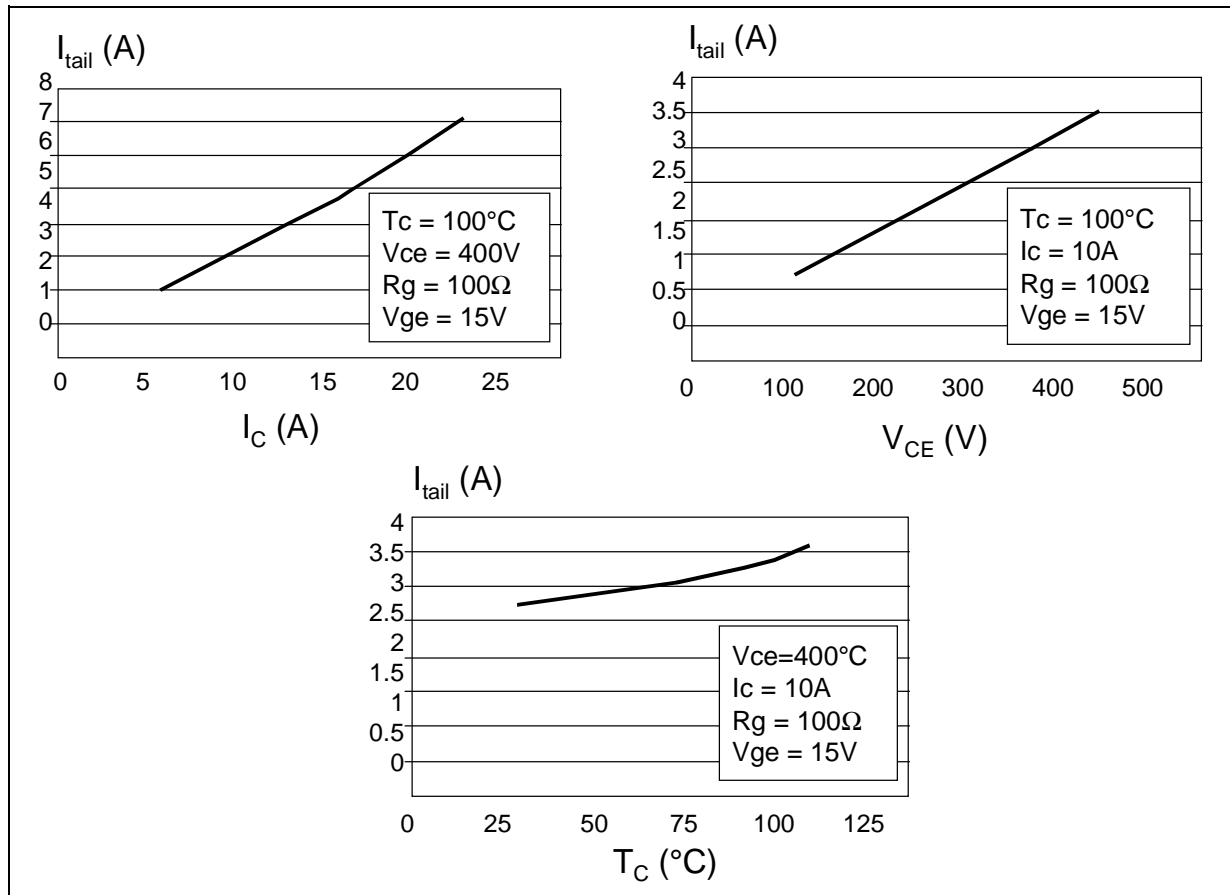 I_tail (A)
8
7
6
5
4
3
2
1
0
0 5 10 15 20 25
I_C (A)
Tc = 100°C
Vce = 400V
Rg = 100Ω
Vge = 15V
I_tail (A)
4
3.5
3
2.5
2
1.5
1
0.5
0
0 100 200 300 400 500
V_CE (V)
Tc = 100°C
Ic = 10A
Rg = 100Ω
Vge = 15V
I_tail (A)
4
3.5
3
2.5
2
1.5
1
0.5
0
0 25 50 75 100 125
T_C (°C)
Vce=400°C
Ic = 10A
Rg = 100Ω
Vge = 15V